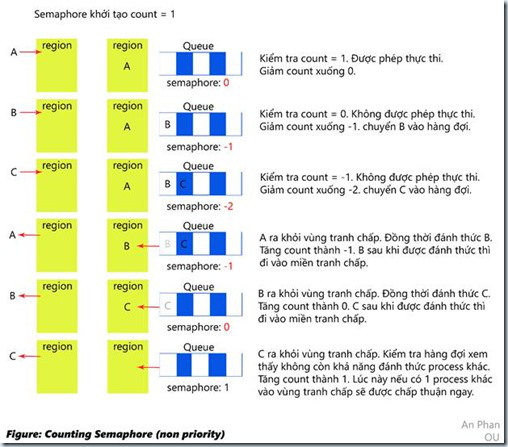 Semaphore khởi tạo count = 1
A
region
region
A
Queue
semaphore: 0
Kiểm tra count = 1. Được phép thực thi.
Giảm count xuống 0.
B
region
region
A
Queue
B
semaphore: -1
Kiểm tra count = 0. Không được phép thực thi.
Giảm count xuống -1. chuyển B vào hàng đợi.
C
region
region
A
Queue
B C
semaphore: -2
Kiểm tra count = -1. Không được phép thực thi.
Giảm count xuống -2. chuyển C vào hàng đợi.
A
region
region
B
Queue
B C
semaphore: -1
A ra khỏi vùng tranh chấp. Đồng thời đánh thức B.
Tăng count thành -1. B sau khi được đánh thức thì
đi vào miền tranh chấp.
B
region
region
C
Queue
C
semaphore: 0
B ra khỏi vùng tranh chấp. Đồng thời đánh thức C.
Tăng count thành 0. C sau khi được đánh thức thì
đi vào miền tranh chấp.
C
region
region
Queue
semaphore: 1
C ra khỏi vùng tranh chấp. Kiểm tra hàng đợi xem
thấy không còn khả năng đánh thức process khác.
Tăng count thành 1. Lúc này nếu có 1 process khác
vào vùng tranh chấp sẽ được chấp thuận ngay.
Figure: Counting Semaphore (non priority)
An Phan
OU